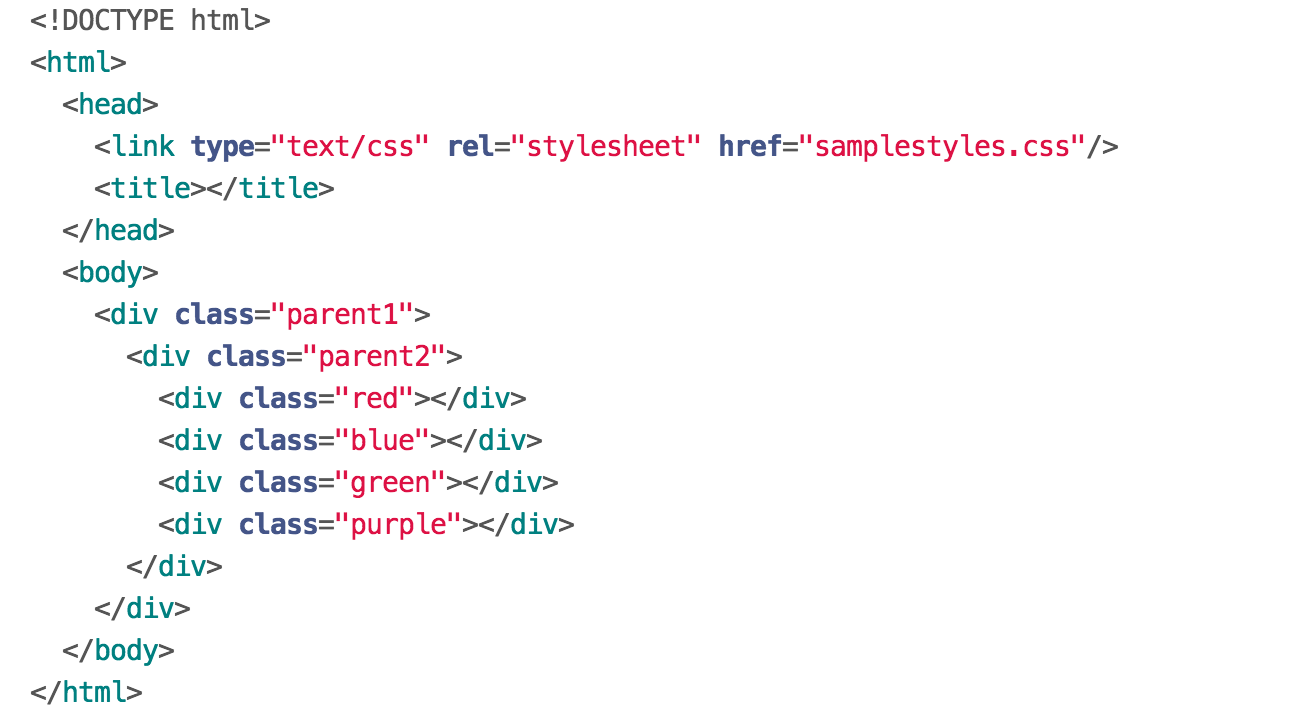 <!DOCTYPE html>
<html>
  <head>
    <link type="text/css" rel="stylesheet" href="samplestyles.css"/>
    <title></title>
  </head>
  <body>
    <div class="parent1">
      <div class="parent2">
        <div class="red"></div>
        <div class="blue"></div>
        <div class="green"></div>
        <div class="purple"></div>
      </div>
    </div>
  </body>
</html>